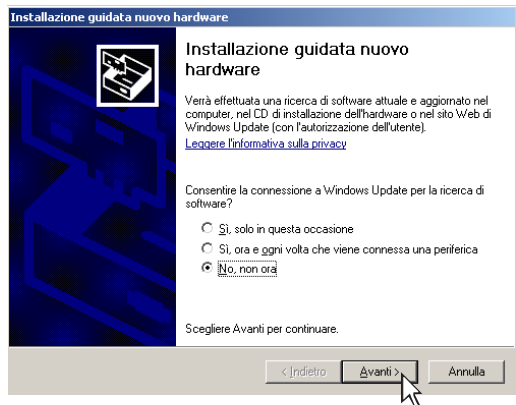 Installazione guidata nuovo hardware
Installazione guidata nuovo
hardware
Verrà effettuata una ricerca di software attuale e aggiornato nel
computer, nel CD di installazione dell'hardware o nel sito Web di
Windows Update (con l'autorizzazione dell'utente).
Leggere l'informativa sulla privacy
Consentire la connessione a Windows Update per la ricerca di
software?
Sì, solo in questa occasione
Sì, ora e ogni volta che viene connessa una periferica
No, non ora
Scegliere Avanti per continuare.
< Indietro Avanti > Annulla